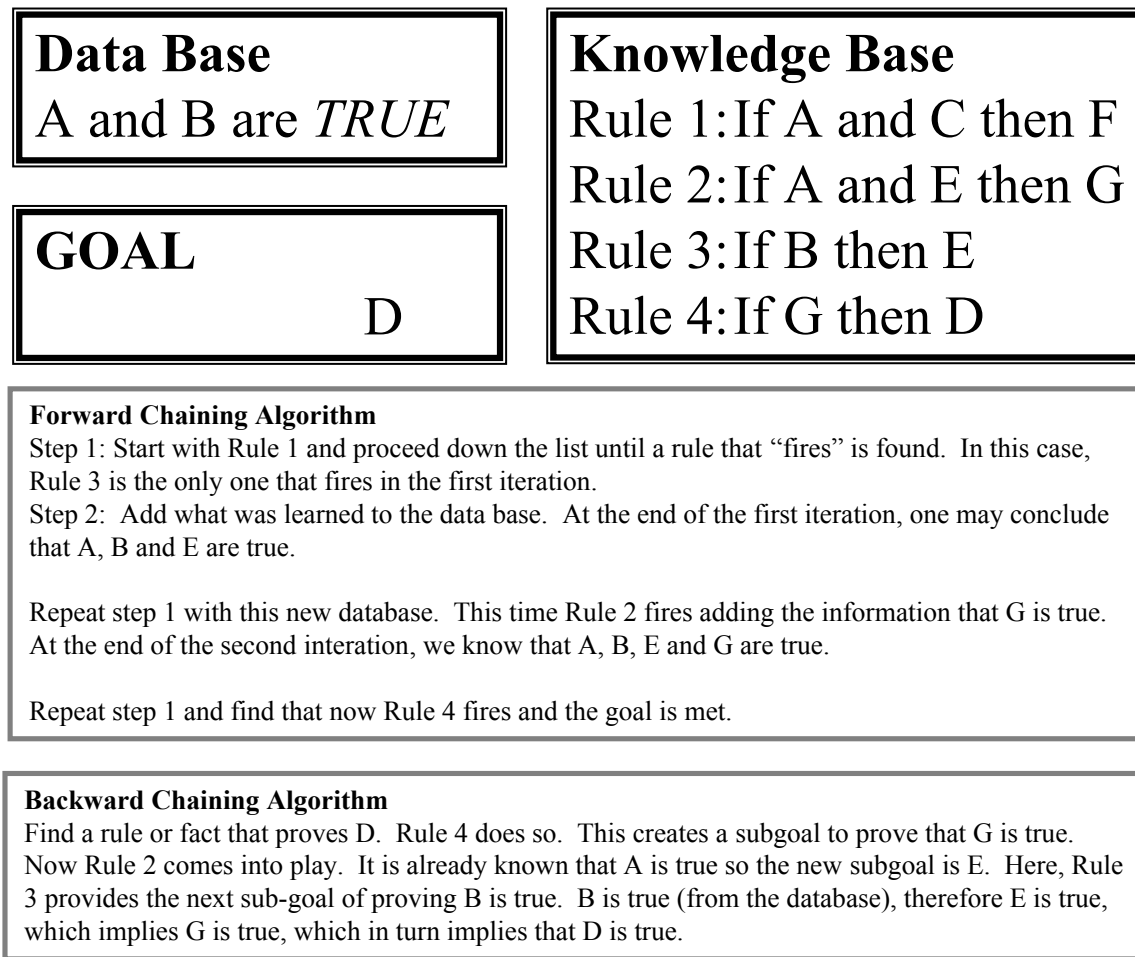 Data Base
A and B are TRUE
GOAL
D
Knowledge Base
Rule 1: If A and C then F
Rule 2: If A and E then G
Rule 3: If B then E
Rule 4: If G then D
Forward Chaining Algorithm
Step 1: Start with Rule 1 and proceed down the list until a rule that “fires” is found. In this case,
Rule 3 is the only one that fires in the first iteration.
Step 2: Add what was learned to the data base. At the end of the first iteration, one may conclude
that A, B and E are true.
Repeat step 1 with this new database. This time Rule 2 fires adding the information that G is true.
At the end of the second interation, we know that A, B, E and G are true.
Repeat step 1 and find that now Rule 4 fires and the goal is met.
Backward Chaining Algorithm
Find a rule or fact that proves D. Rule 4 does so. This creates a subgoal to prove that G is true.
Now Rule 2 comes into play. It is already known that A is true so the new subgoal is E. Here, Rule
3 provides the next sub-goal of proving B is true. B is true (from the database), therefore E is true,
which implies G is true, which in turn implies that D is true.